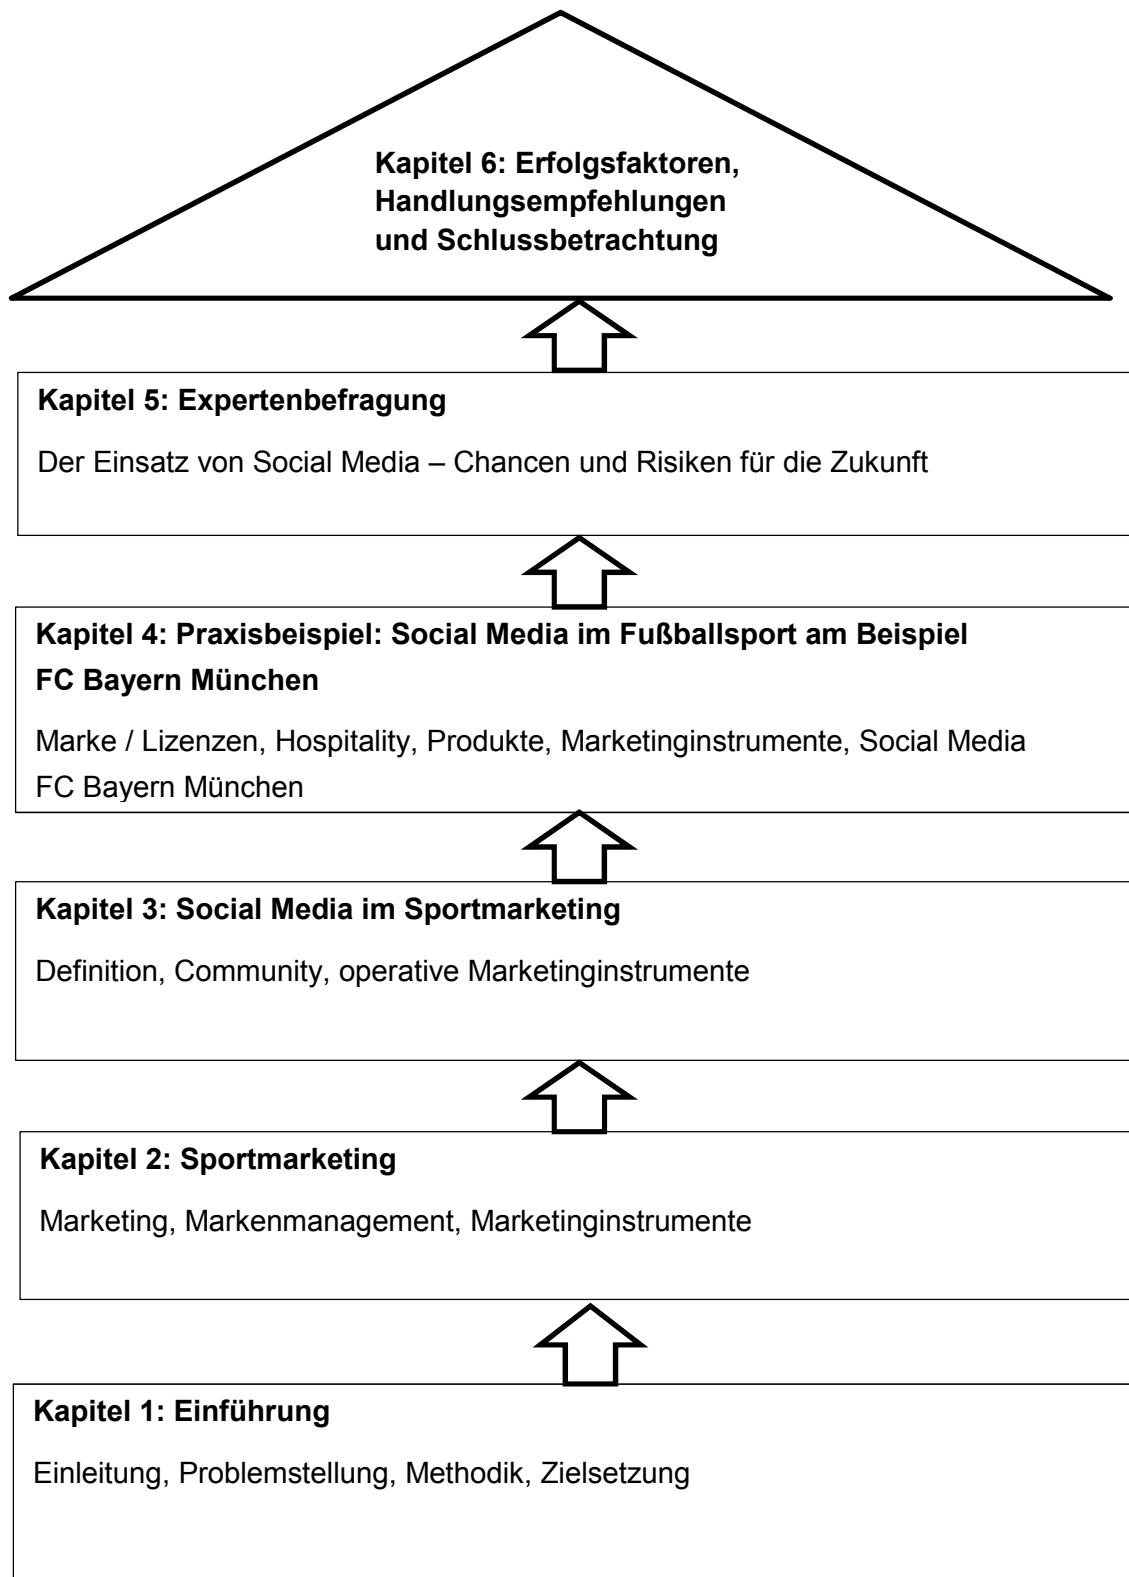 Kapitel 6: Erfolgsfaktoren,
Handlungsempfehlungen
und Schlussbetrachtung
Kapitel 5: Expertenbefragung
Der Einsatz von Social Media – Chancen und Risiken für die Zukunft
Kapitel 4: Praxisbeispiel: Social Media im Fußballsport am Beispiel
FC Bayern München
Marke / Lizenzen, Hospitality, Produkte, Marketinginstrumente, Social Media
FC Bayern München
Kapitel 3: Social Media im Sportmarketing
Definition, Community, operative Marketinginstrumente
Kapitel 2: Sportmarketing
Marketing, Markenmanagement, Marketinginstrumente
Kapitel 1: Einführung
Einleitung, Problemstellung, Methodik, Zielsetzung